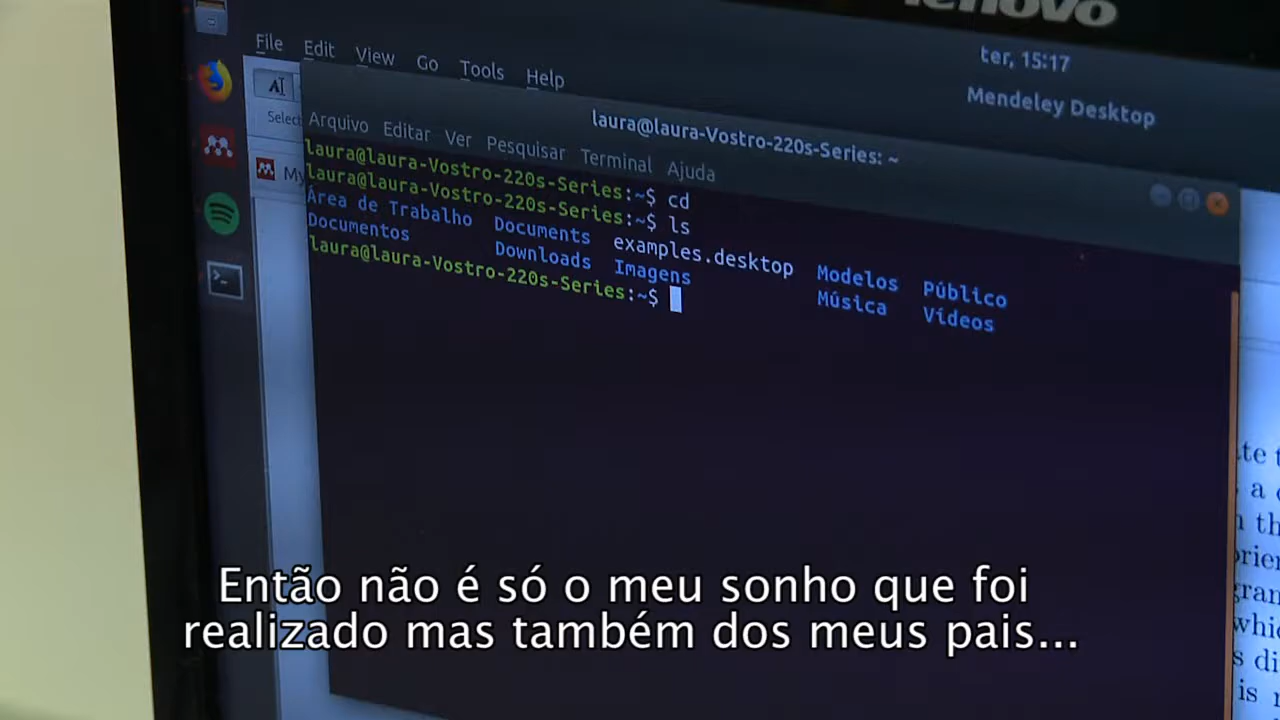 lenovo
ter, 15:17
Mendeley Desktop
File Edit View Go Tools Help
Select
My
laura@laura-Vostro-220s-Series: ~
Arquivo Editar Ver Pesquisar Terminal Ajuda
laura@laura-Vostro-220s-Series:~$ cd
laura@laura-Vostro-220s-Series:~$ ls
Área de Trabalho Documents examples.desktop Modelos Público
Documentos Downloads Imagens Música Vídeos
laura@laura-Vostro-220s-Series:~$
a
is
Então não é só o meu sonho que foi
realizado mas também dos meus pais...